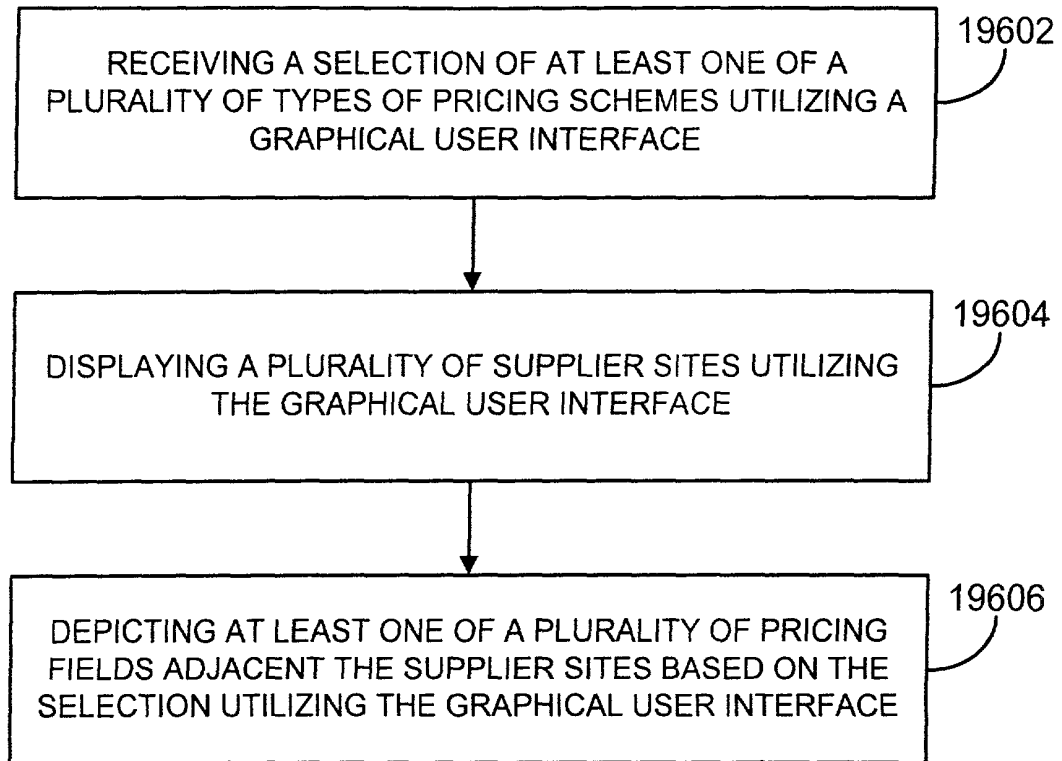 19602
RECEIVING A SELECTION OF AT LEAST ONE OF A
PLURALITY OF TYPES OF PRICING SCHEMES UTILIZING A
GRAPHICAL USER INTERFACE
19604
DISPLAYING A PLURALITY OF SUPPLIER SITES UTILIZING
THE GRAPHICAL USER INTERFACE
19606
DEPICTING AT LEAST ONE OF A PLURALITY OF PRICING
FIELDS ADJACENT THE SUPPLIER SITES BASED ON THE
SELECTION UTILIZING THE GRAPHICAL USER INTERFACE